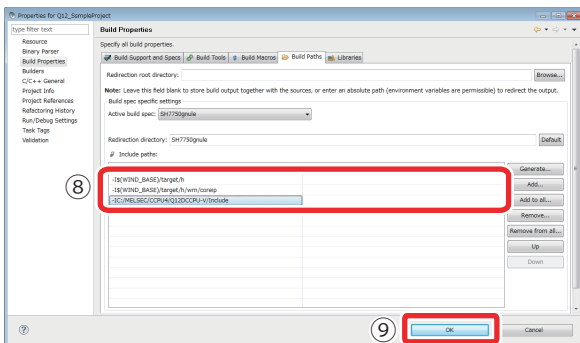 Properties for Q12_SsmpleProject
type filter text
Resource
Binary Parser
Build Properties
Builders
C/C++ General
Project Info
Project References
Refactoring History
Run/Debug Settings
Task Tags
Validation
Build Properties
Specify all build properties.
Build Support and Specs Build Tools Build Macros Build Paths Libraries
Redirection root directory: Browse...
Note: Leave this field blank to store build output together with the sources, or enter an absolute path (environment variables are permissible) to redirect the output.
Build spec specific settings
Active build spec: SH7750gnule
Redirection directory: SH7750gnule Default
Include paths:
-I$(WIND_BASE)/target/h
-I$(WIND_BASE)/target/h/wrn/coreip
-IC:/MELSEC/CCPU4/Q12DCCPU-V/Include
Generate...
Add...
Add to all...
Remove...
Remove from all...
Up
Down
⑧
⑨
OK Cancel